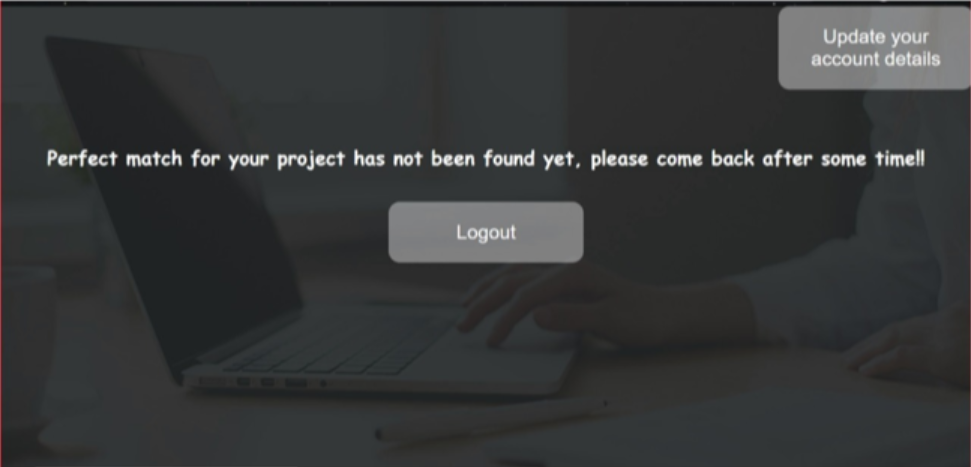 Update your
account details
Perfect match for your project has not been found yet, please come back after some time!!
Logout